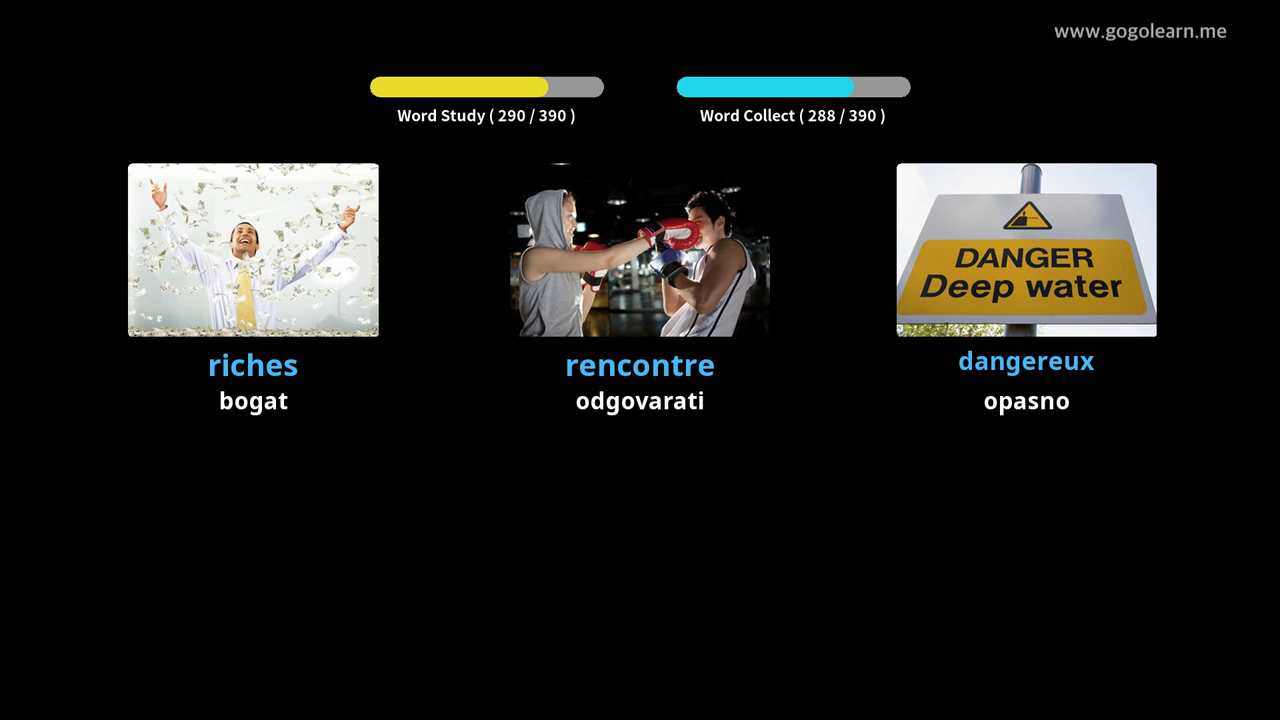 www.gogolearn.me
Word Study ( 290 / 390 )
Word Collect ( 288 / 390 )
DANGER
Deep water
riches
rencontre
dangereux
bogat
odgovarati
opasno